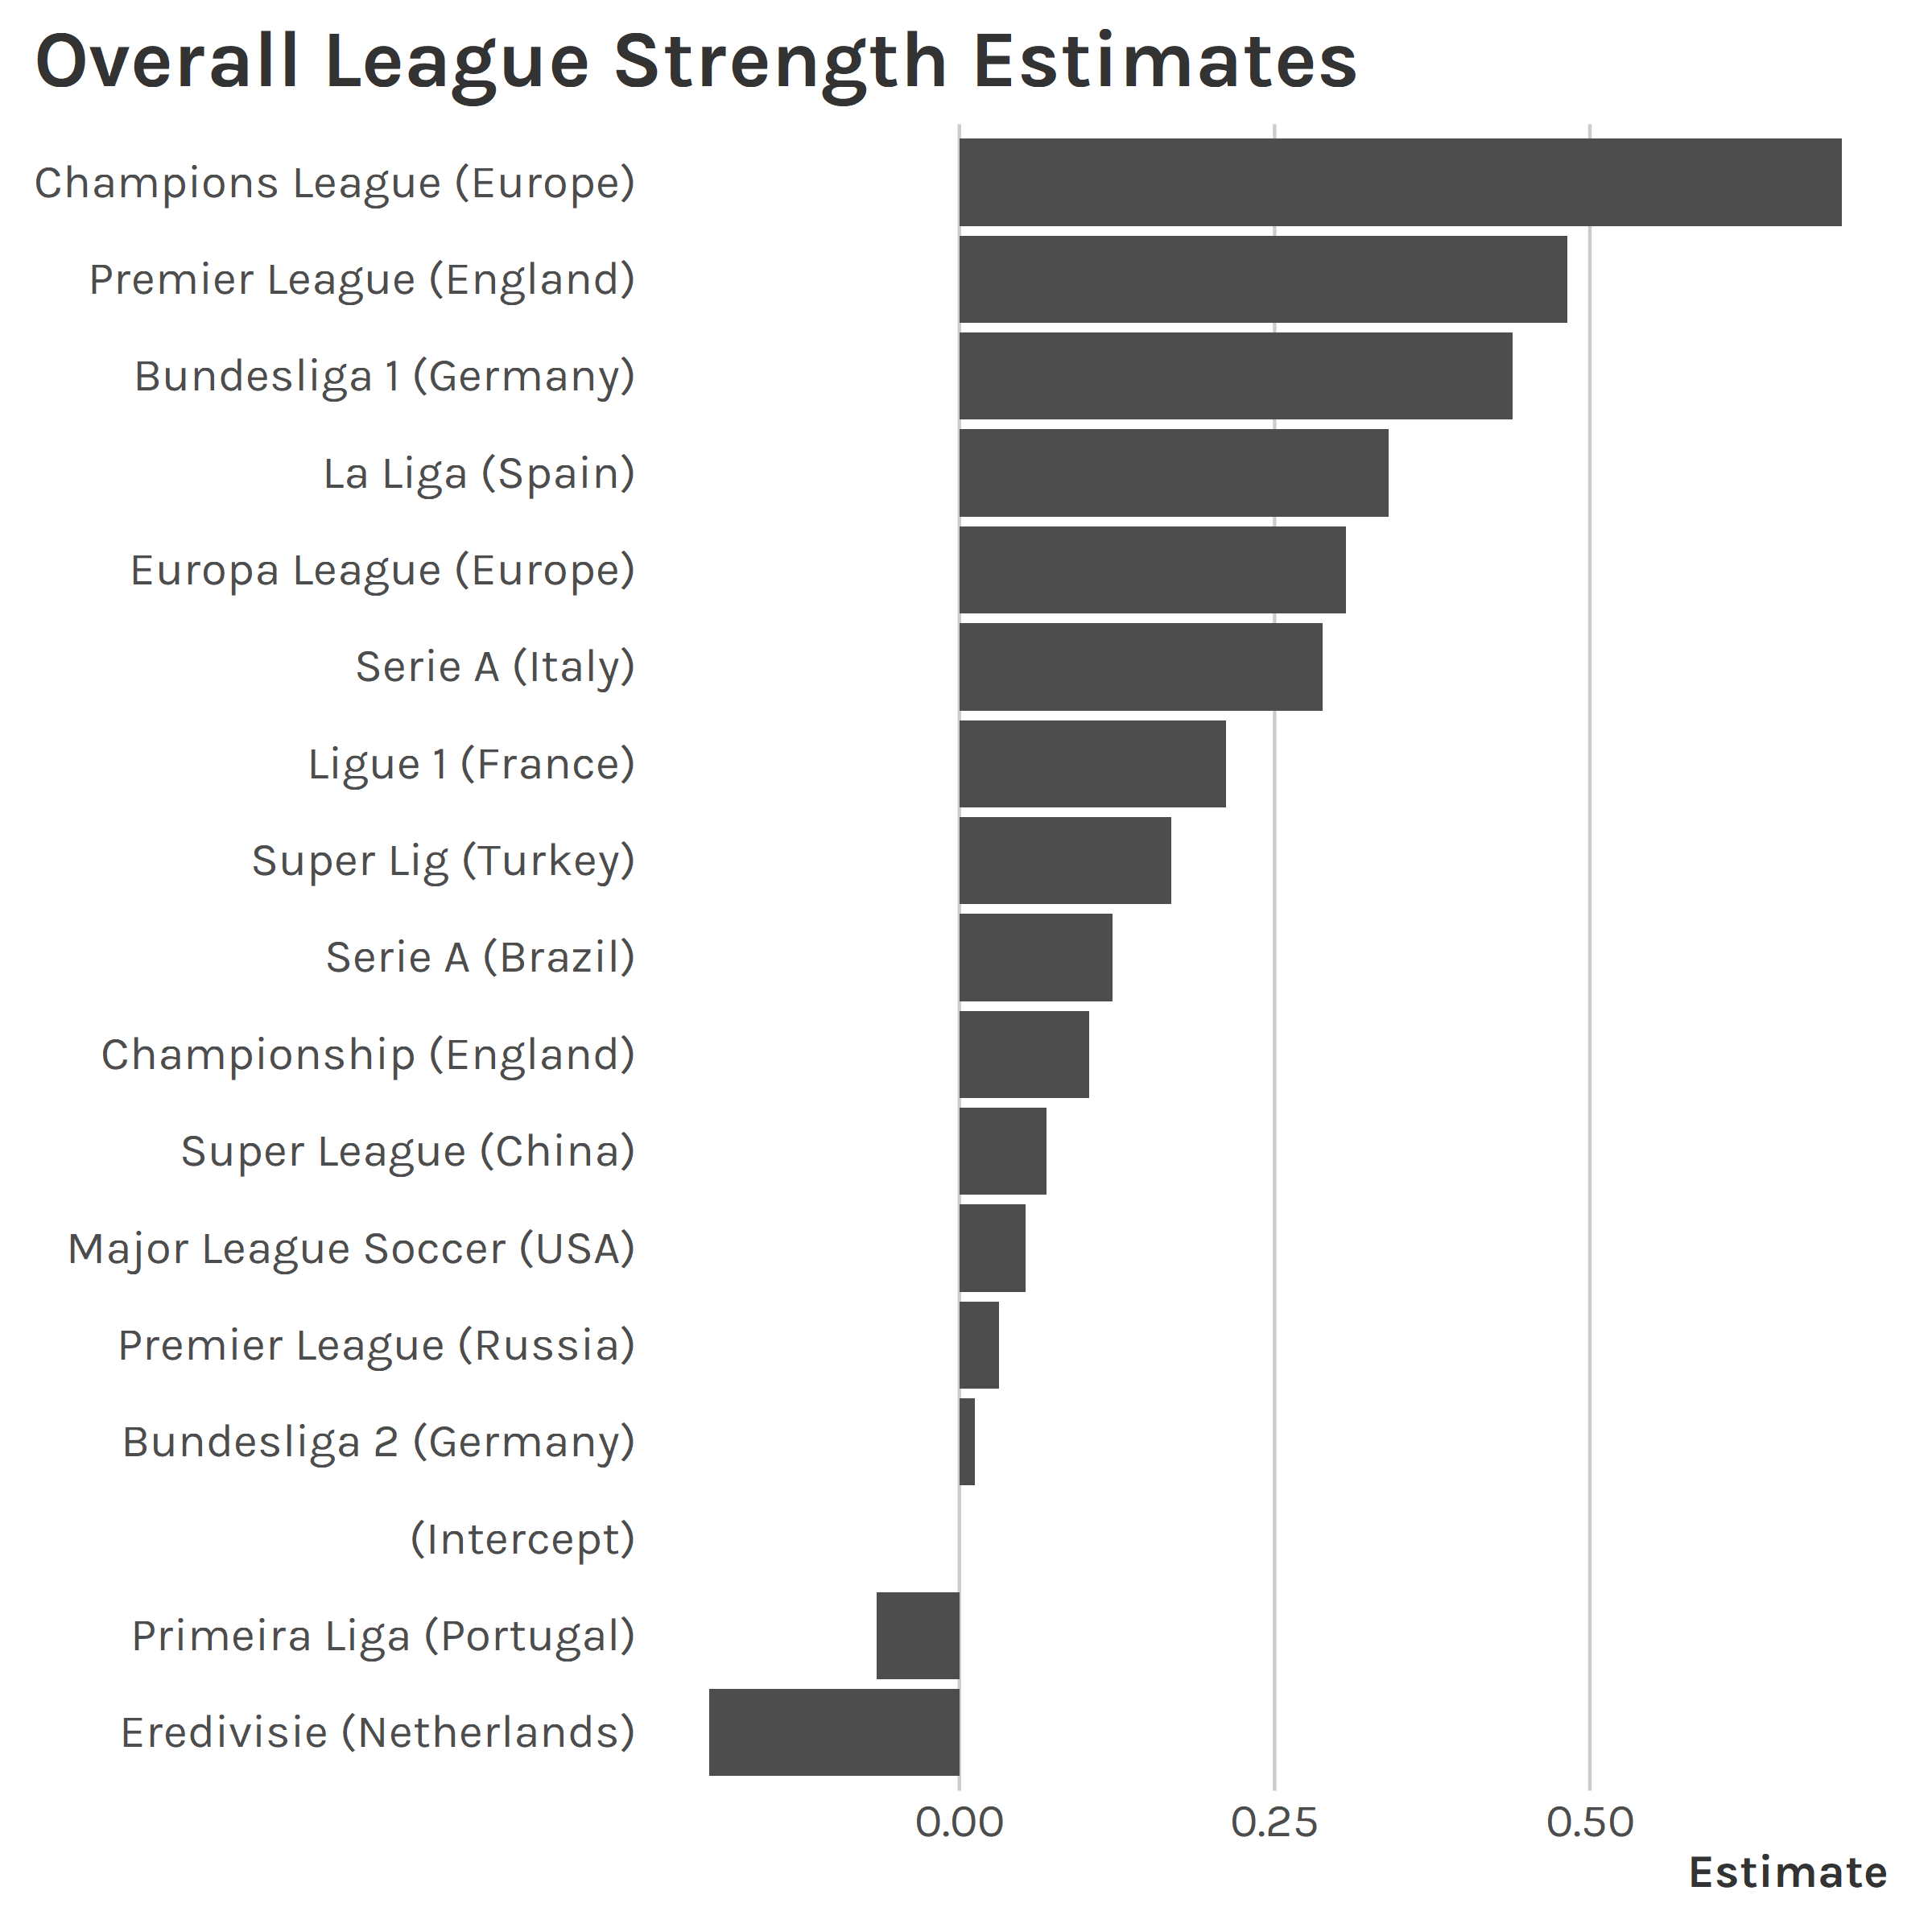 Overall League Strength Estimates
Champions League (Europe)
Premier League (England)
Bundesliga 1 (Germany)
La Liga (Spain)
Europa League (Europe)
Serie A (Italy)
Ligue 1 (France)
Super Lig (Turkey)
Serie A (Brazil)
Championship (England)
Super League (China)
Major League Soccer (USA)
Premier League (Russia)
Bundesliga 2 (Germany)
(Intercept)
Primeira Liga (Portugal)
Eredivisie (Netherlands)
0.00 0.25 0.50
Estimate